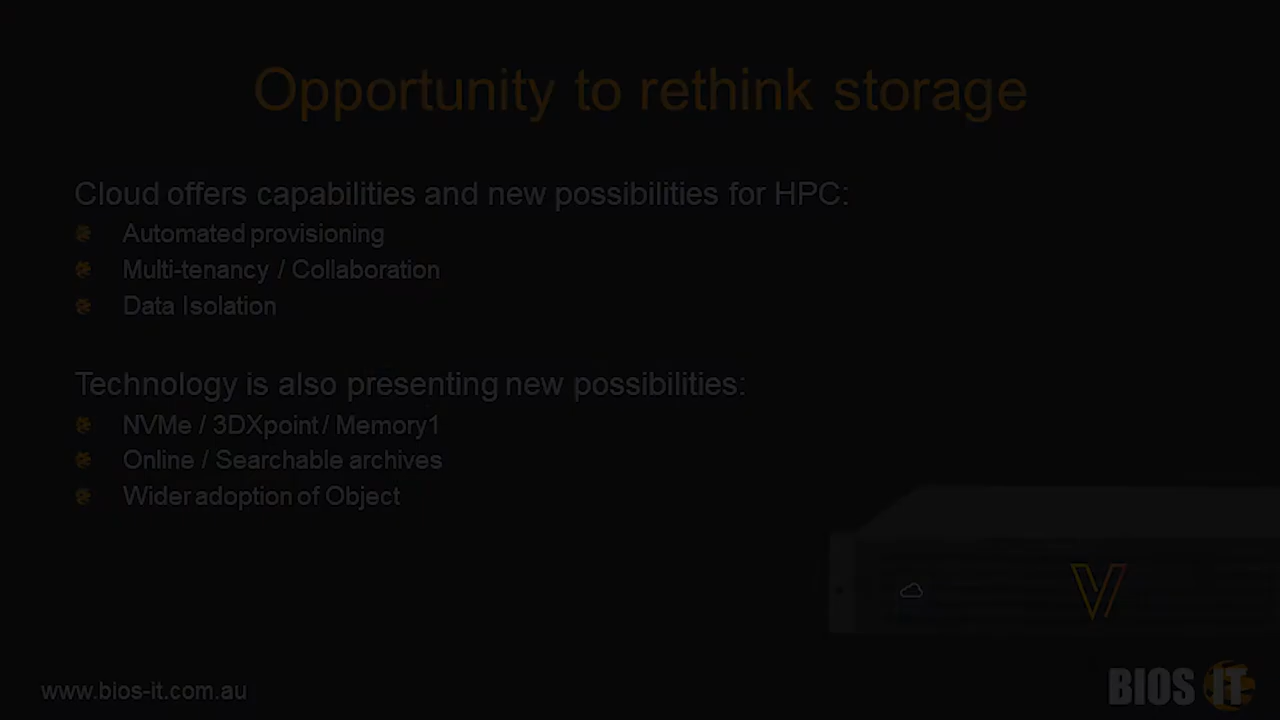 Opportunity to rethink storage
Cloud offers capabilities and new possibilities for HPC:
Automated provisioning
Multi-tenancy / Collaboration
Data Isolation
Technology is also presenting new possibilities:
NVMe / 3DXpoint / Memory1
Online / Searchable archives
Wider adoption of Object
V
www.bios-it.com.au
BIOS IT